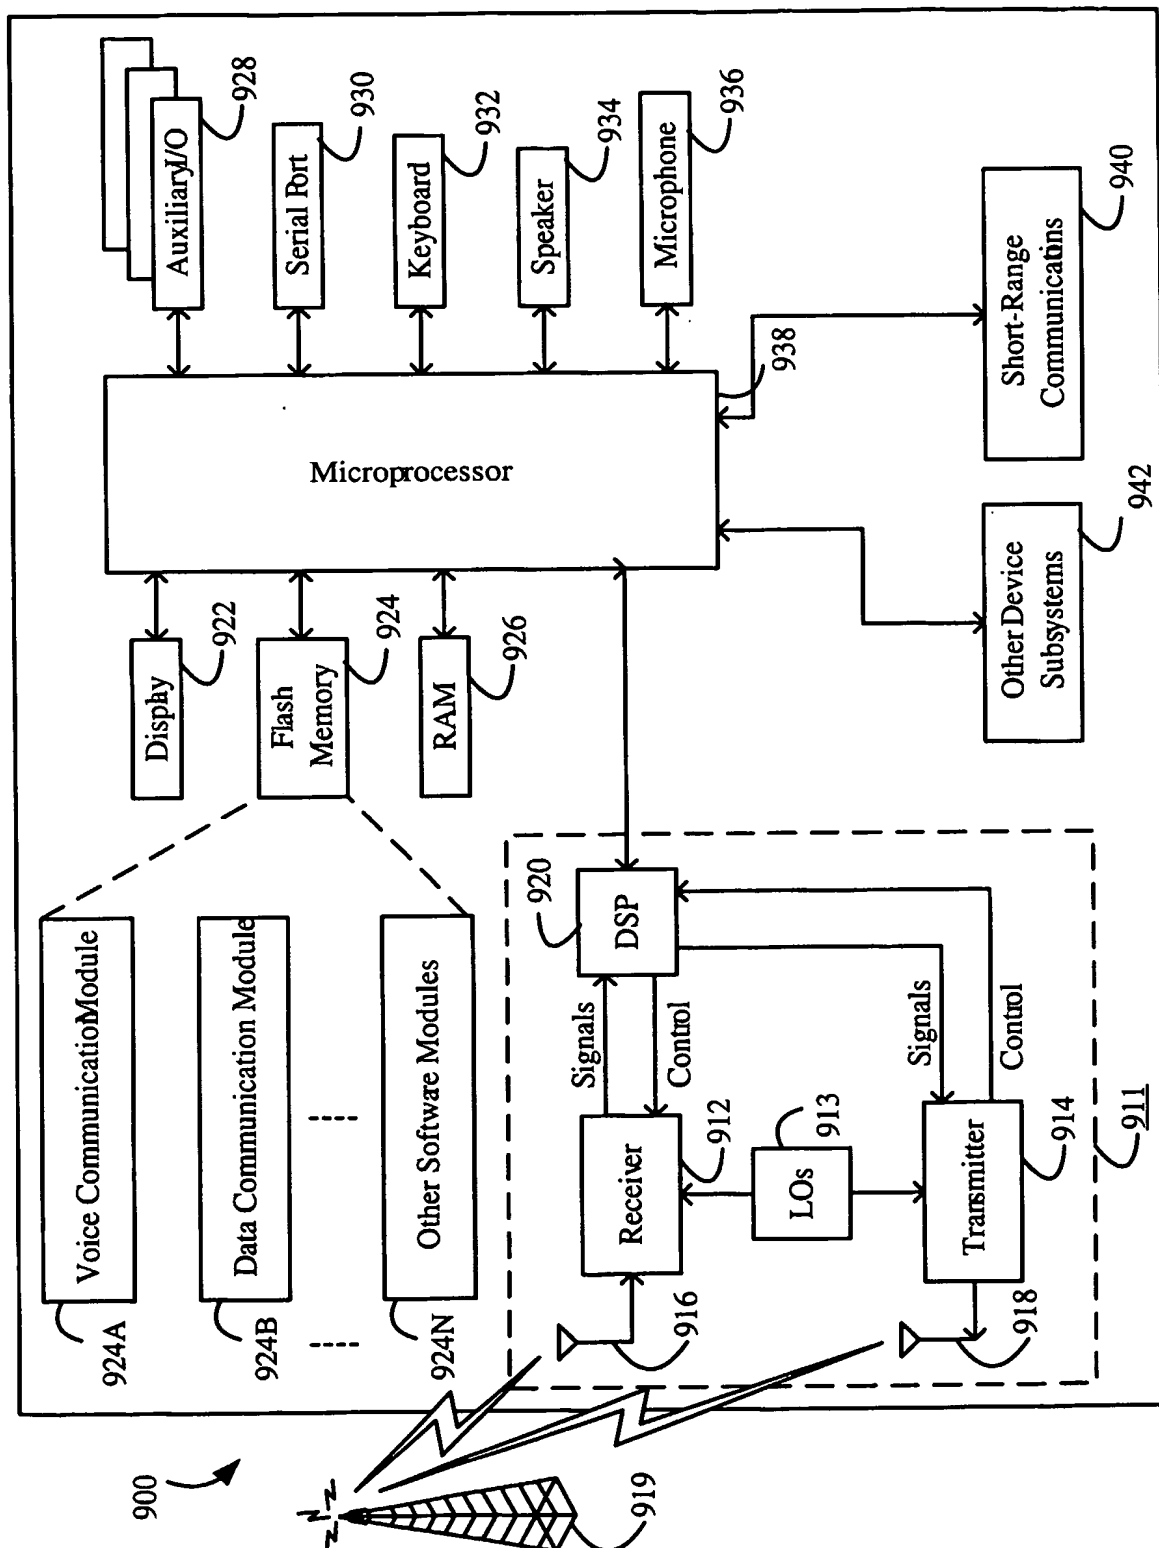 900
919
924A
Voice Communication Module
924B
Data Communication Module
924N
Other Software Modules
Display
922
Flash
Memory
924
RAM
926
Microprocessor
938
Auxiliary I/O
928
Serial Port
930
Keyboard
932
Speaker
934
Microphone
936
Short-Range
Communications
940
Other Device
Subsystems
942
DSP
920
Signals
Control
Receiver
912
916
LOs
913
Signals
Control
Transmitter
914
918
911